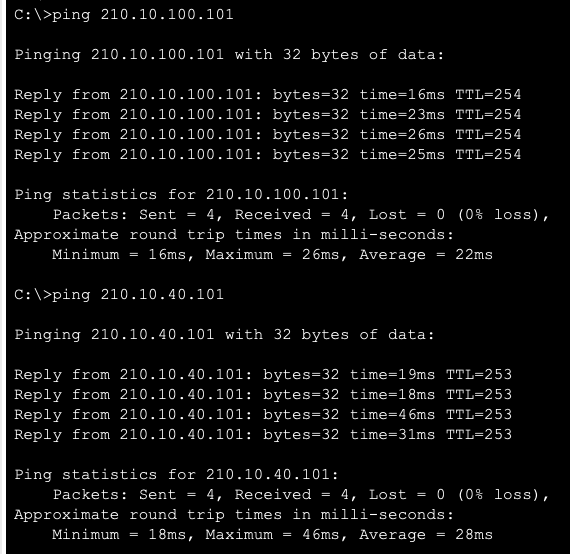 C:\>ping 210.10.100.101
Pinging 210.10.100.101 with 32 bytes of data:
Reply from 210.10.100.101: bytes=32 time=16ms TTL=254
Reply from 210.10.100.101: bytes=32 time=23ms TTL=254
Reply from 210.10.100.101: bytes=32 time=26ms TTL=254
Reply from 210.10.100.101: bytes=32 time=25ms TTL=254
Ping statistics for 210.10.100.101:
    Packets: Sent = 4, Received = 4, Lost = 0 (0% loss),
Approximate round trip times in milli-seconds:
    Minimum = 16ms, Maximum = 26ms, Average = 22ms
C:\>ping 210.10.40.101
Pinging 210.10.40.101 with 32 bytes of data:
Reply from 210.10.40.101: bytes=32 time=19ms TTL=253
Reply from 210.10.40.101: bytes=32 time=18ms TTL=253
Reply from 210.10.40.101: bytes=32 time=46ms TTL=253
Reply from 210.10.40.101: bytes=32 time=31ms TTL=253
Ping statistics for 210.10.40.101:
    Packets: Sent = 4, Received = 4, Lost = 0 (0% loss),
Approximate round trip times in milli-seconds:
    Minimum = 18ms, Maximum = 46ms, Average = 28ms